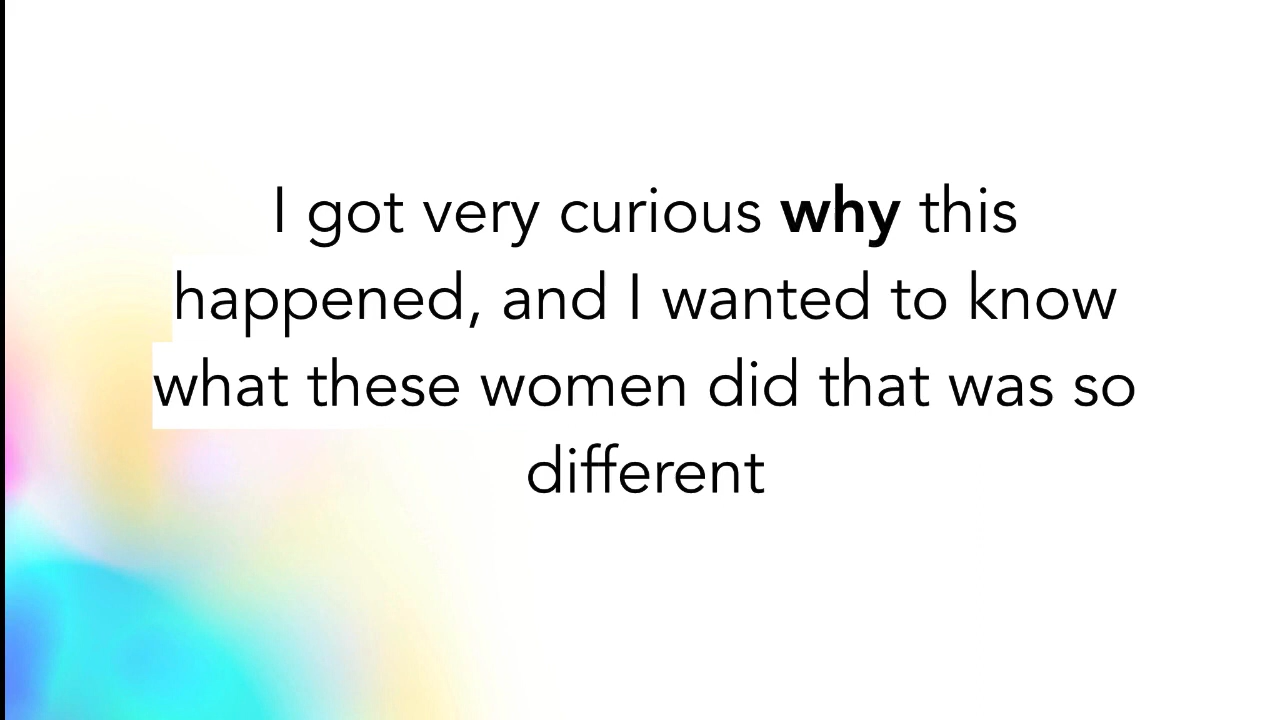 I got very curious why this
happened, and I wanted to know
what these women did that was so
different